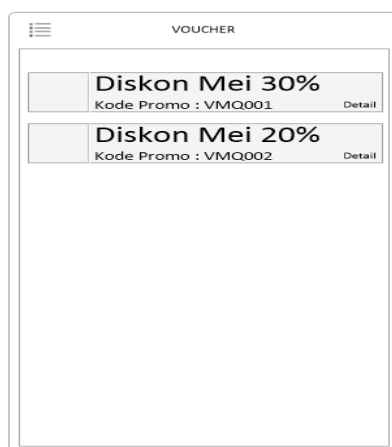 VOUCHER
Diskon Mei 30%
Kode Promo : VMQ001 Detail
Diskon Mei 20%
Kode Promo : VMQ002 Detail